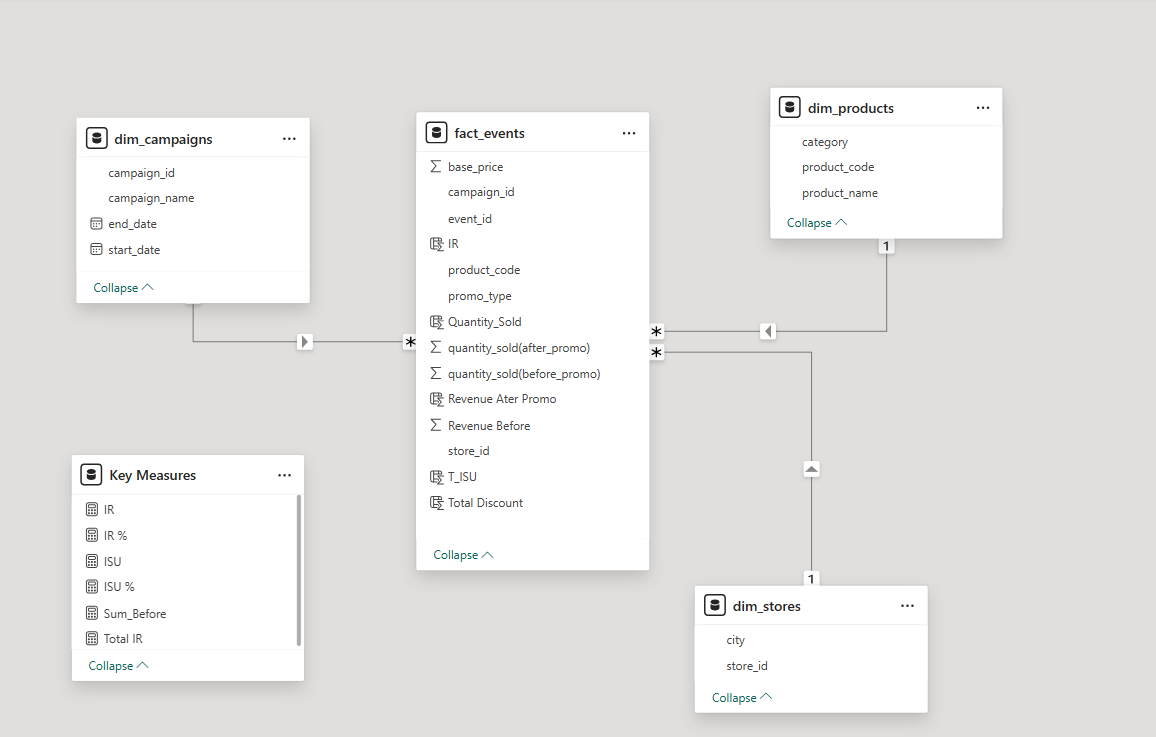 dim_campaigns
campaign_id
campaign_name
end_date
start_date
Collapse
fact_events
base_price
campaign_id
event_id
IR
product_code
promo_type
Quantity_Sold
quantity_sold(after_promo)
quantity_sold(before_promo)
Revenue Ater Promo
Revenue Before
store_id
T_ISU
Total Discount
Collapse
dim_products
category
product_code
product_name
Collapse
1
*
*
*
Key Measures
IR
IR %
ISU
ISU %
Sum_Before
Total IR
Collapse
1
dim_stores
city
store_id
Collapse